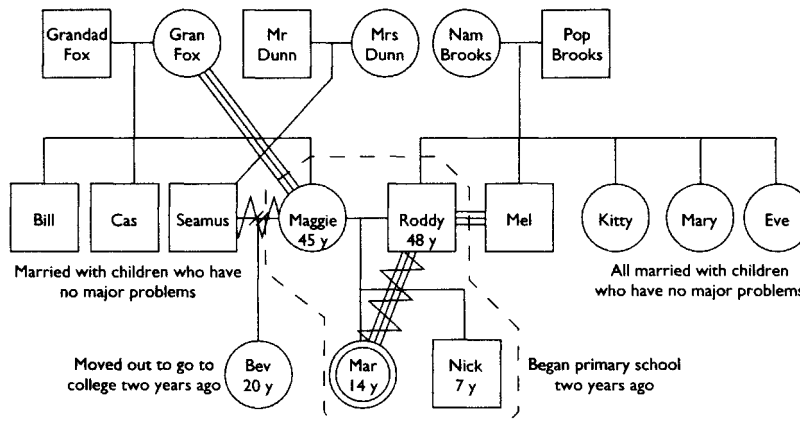 Grandad
Fox
Gran
Fox
Mr
Dunn
Mrs
Dunn
Nam
Brooks
Pop
Brooks
Bill
Cas
Seamus
Maggie
45 y
Roddy
48 y
Mel
Kitty
Mary
Eve
Married with children who have
no major problems
All married with children
who have no major problems
Moved out to go to
college two years ago
Bev
20 y
Mar
14 y
Nick
7 y
Began primary school
two years ago